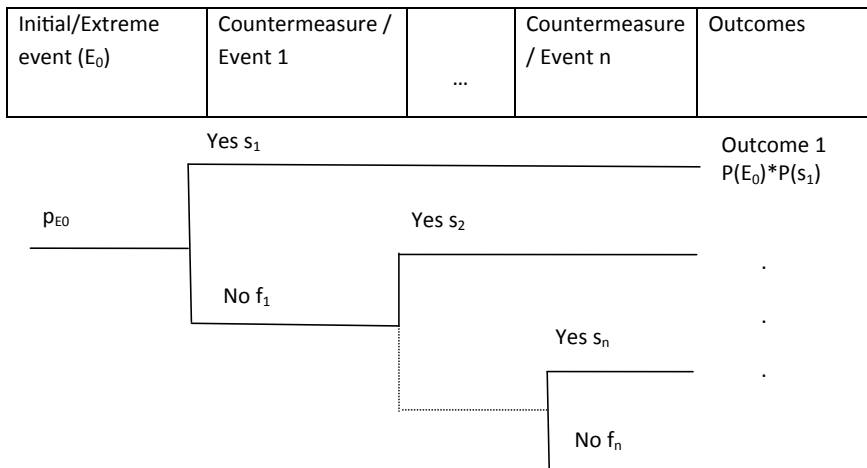 Initial/Extreme
event (E₀)
Countermeasure /
Event 1
...
Countermeasure
/ Event n
Outcomes
Yes s₁
Outcome 1
P(E₀)*P(s₁)
pE0
Yes s₂
.
No f₁
.
Yes sₙ
.
No fₙ